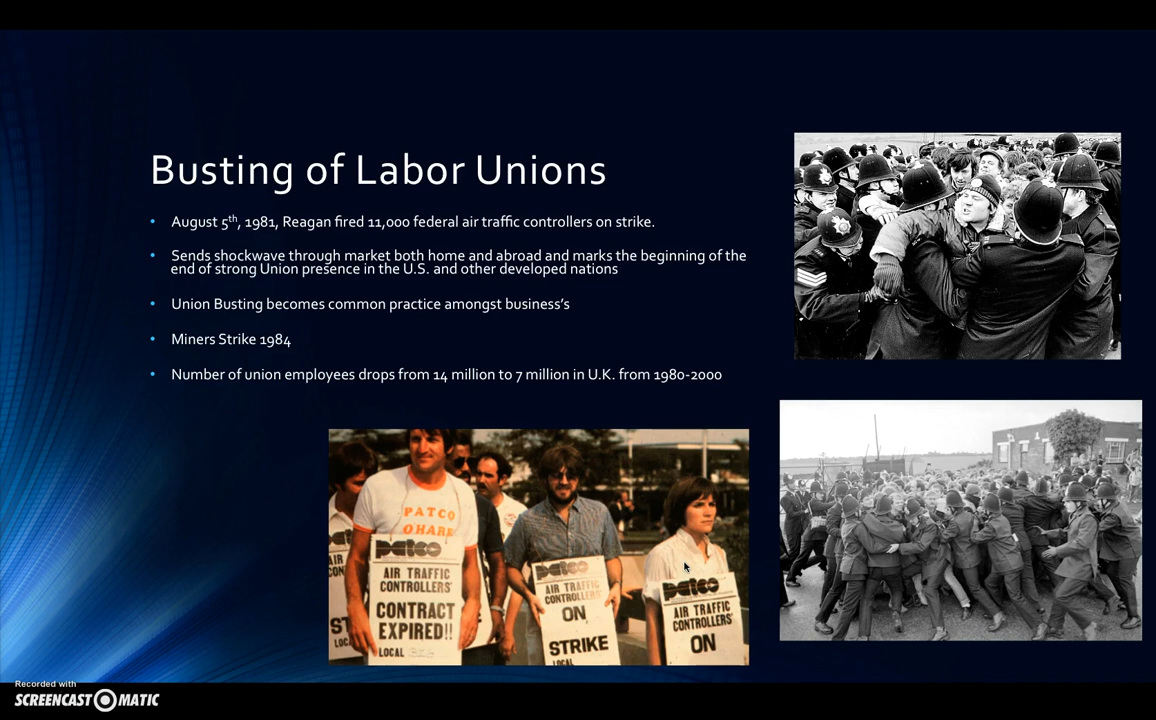 Busting of Labor Unions
• August 5th, 1981, Reagan fired 11,000 federal air traffic controllers on strike.
• Sends shockwave through market both home and abroad and marks the beginning of the
end of strong Union presence in the U.S. and other developed nations
• Union Busting becomes common practice amongst business’s
• Miners Strike 1984
• Number of union employees drops from 14 million to 7 million in U.K. from 1980-2000
PATCO
OHARE
patco
AIR TRAFFIC
CONTROLLERS'
CONTRACT
EXPIRED!!
LOCAL
patco
AIR TRAFFIC
CONTROLLERS'
ON
STRIKE
LOCAL
patco
AIR TRAFFIC
CONTROLLERS'
ON
Recorded with
SCREENCAST MATIC